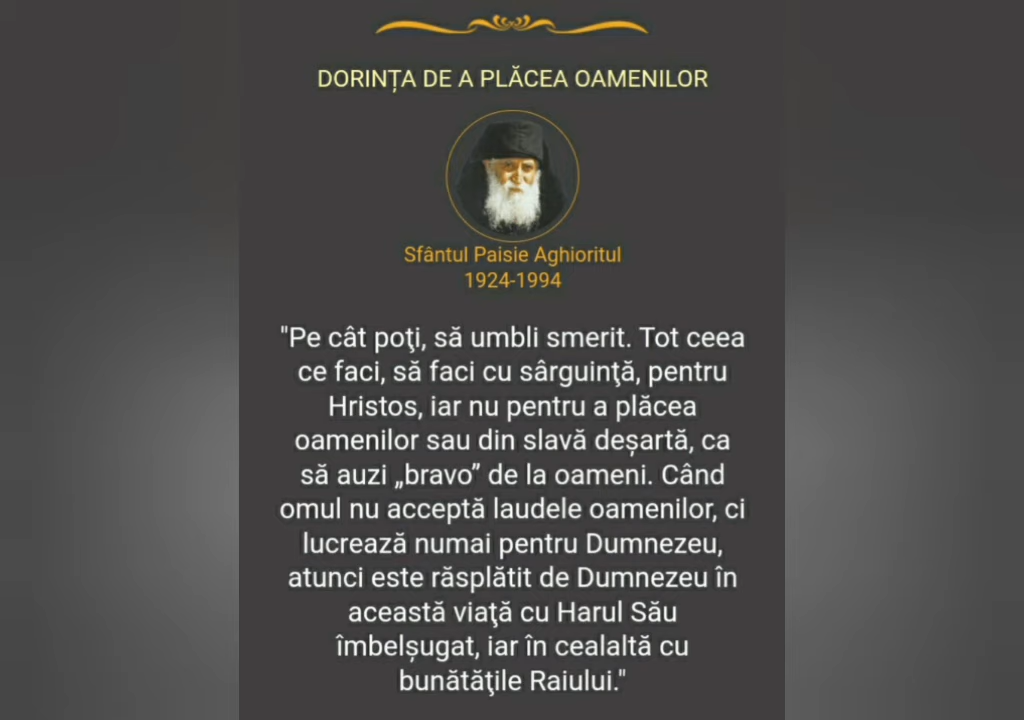 DORINȚA DE A PLĂCEA OAMENILOR
Sfântul Paisie Aghioritul
1924-1994
"Pe cât poţi, să umbli smerit. Tot ceea
ce faci, să faci cu sârguinţă, pentru
Hristos, iar nu pentru a plăcea
oamenilor sau din slavă deșartă, ca
să auzi „bravo” de la oameni. Când
omul nu acceptă laudele oamenilor, ci
lucrează numai pentru Dumnezeu,
atunci este răsplătit de Dumnezeu în
această viaţă cu Harul Său
îmbelșugat, iar în cealaltă cu
bunătăţile Raiului."